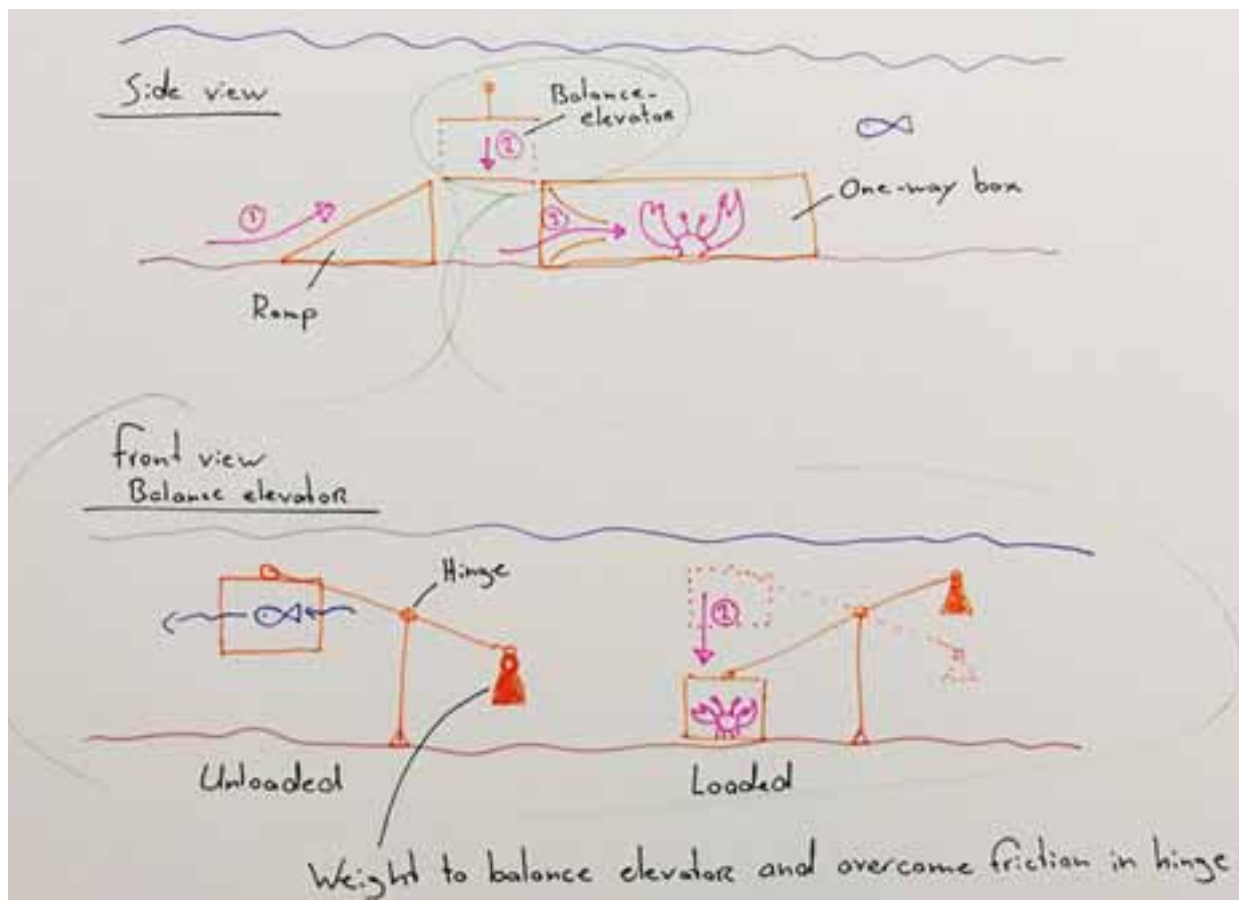 Side view
Balance-
elevator
②
①
③
One-way box
Ramp
Front view
Balance elevator
Hinge
②
Unloaded
Loaded
Weight to balance elevator and overcome friction in hinge